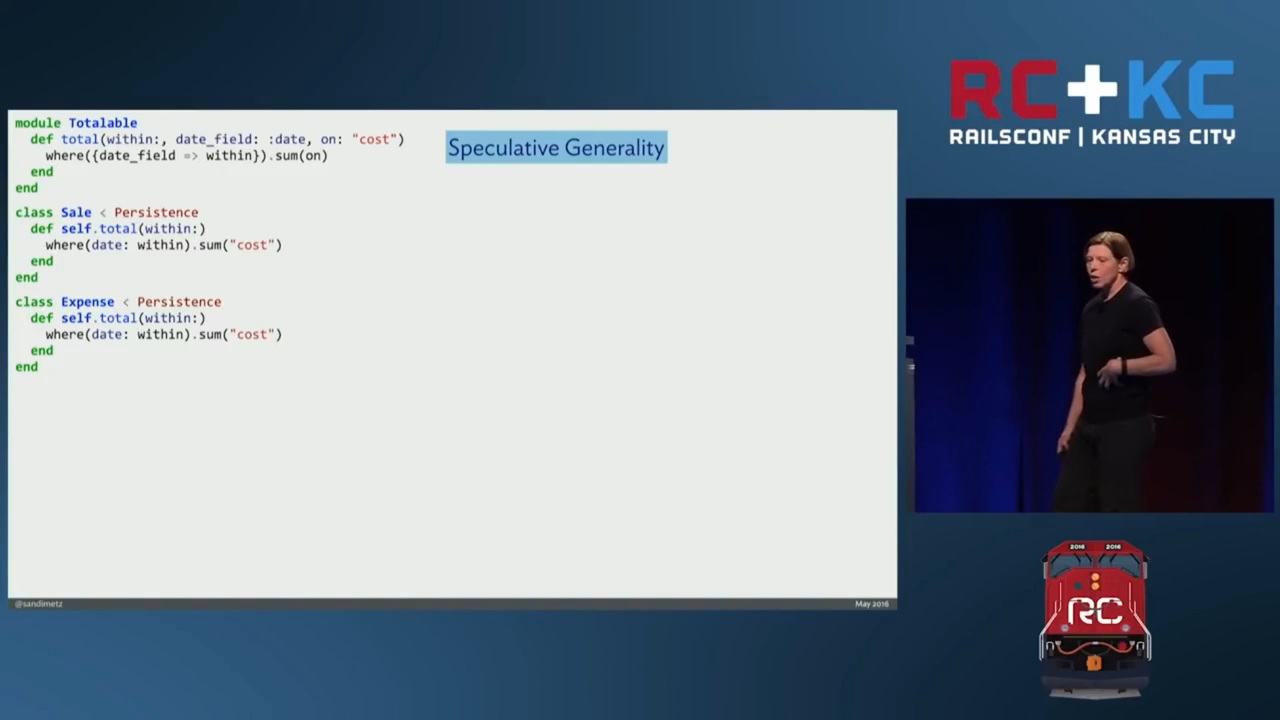 RC+KC
RAILSCONF | KANSAS CITY
module Totalable
  def total(within:, date_field: :date, on: "cost")
    where({date_field => within}).sum(on)
  end
end
Speculative Generality
class Sale < Persistence
  def self.total(within:)
    where(date: within).sum("cost")
  end
end
class Expense < Persistence
  def self.total(within:)
    where(date: within).sum("cost")
  end
end
@sandimetz
May 2016
2016 2016
RC